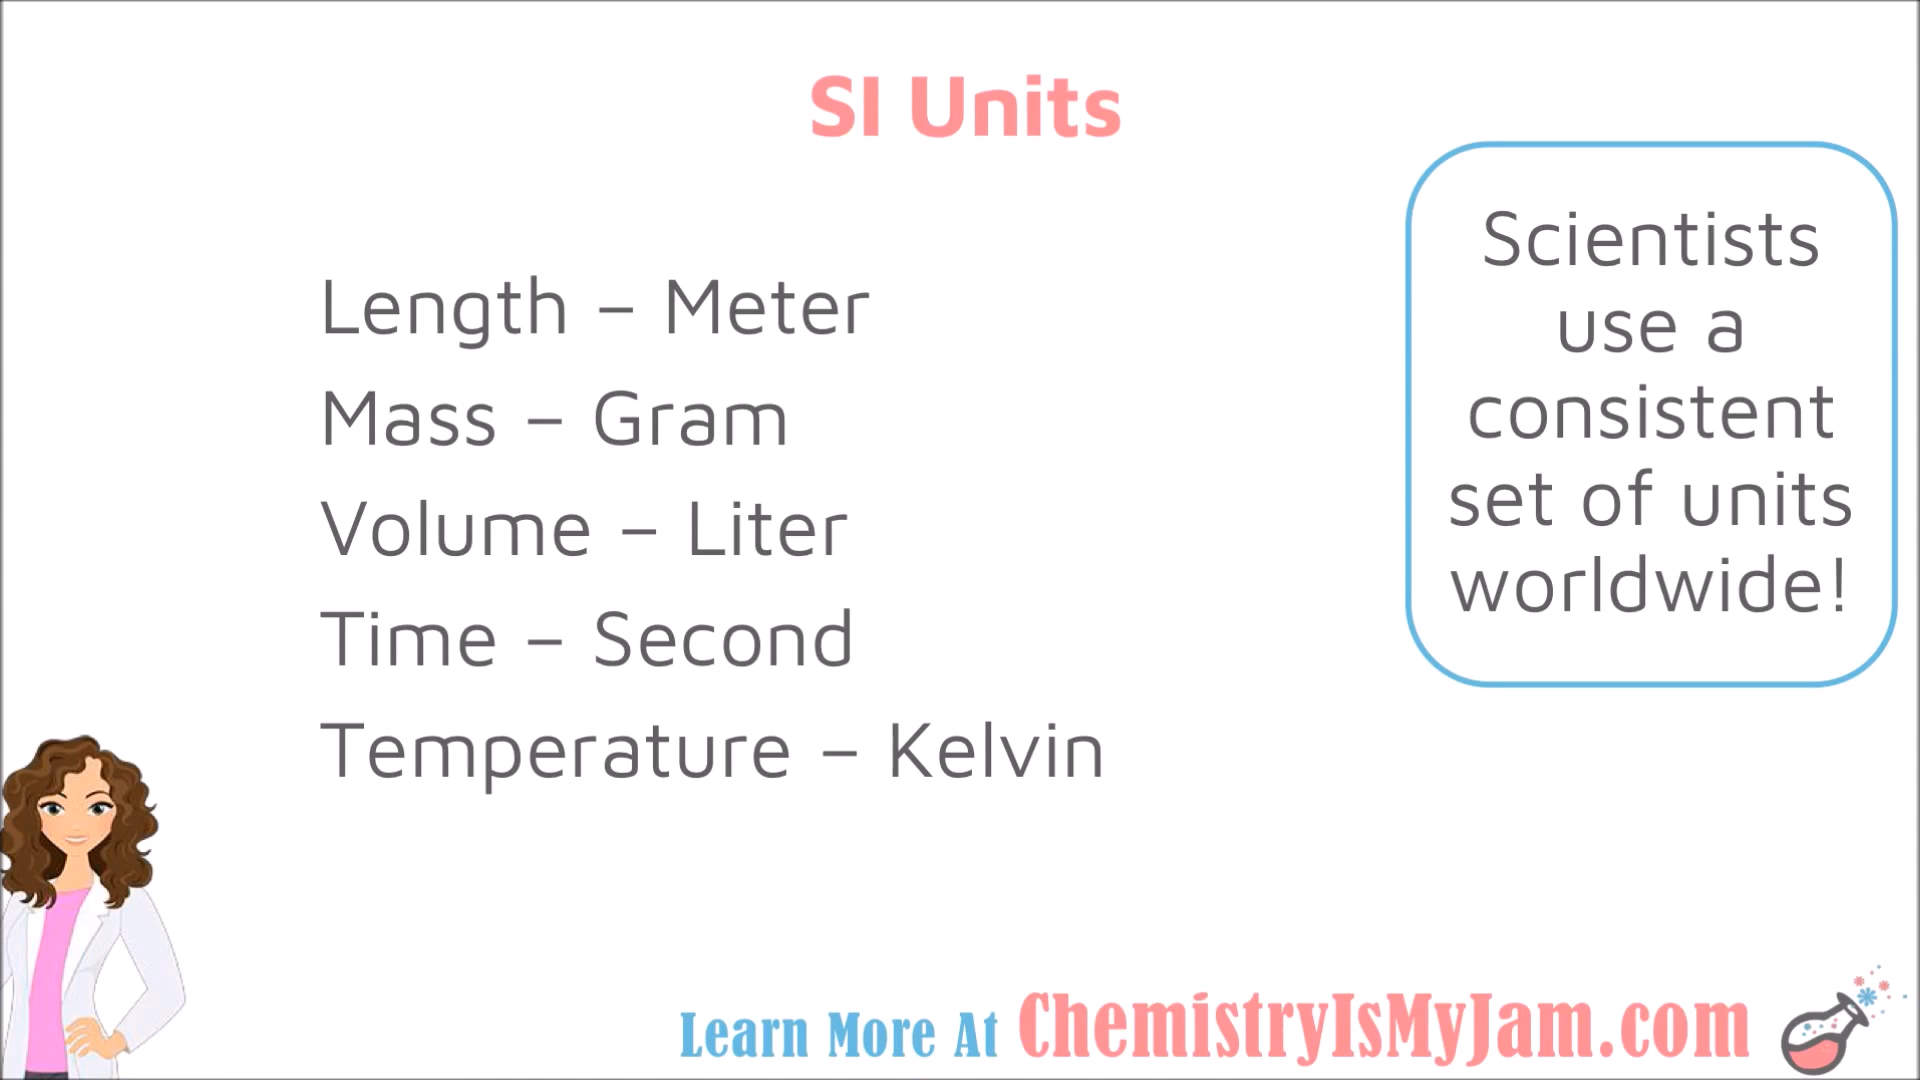 SI Units
Length – Meter
Mass – Gram
Volume – Liter
Time – Second
Temperature – Kelvin
Scientists
use a
consistent
set of units
worldwide!
Learn More At ChemistryIsMyJam.com